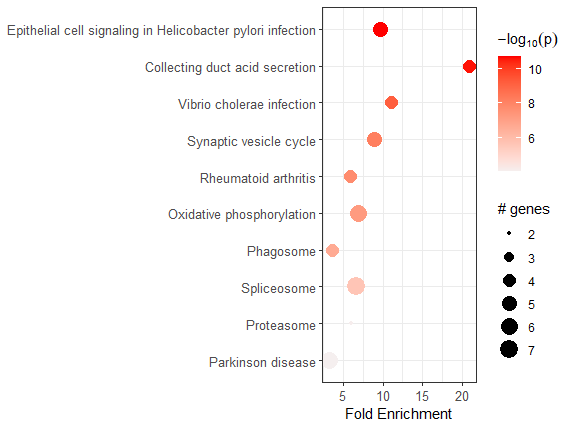 Epithelial cell signaling in Helicobacter pylori infection
Collecting duct acid secretion
Vibrio cholerae infection
Synaptic vesicle cycle
Rheumatoid arthritis
Oxidative phosphorylation
Phagosome
Spliceosome
Proteasome
Parkinson disease
5 10 15 20
Fold Enrichment
−log₁₀(p)
10
8
6
# genes
2
3
4
5
6
7